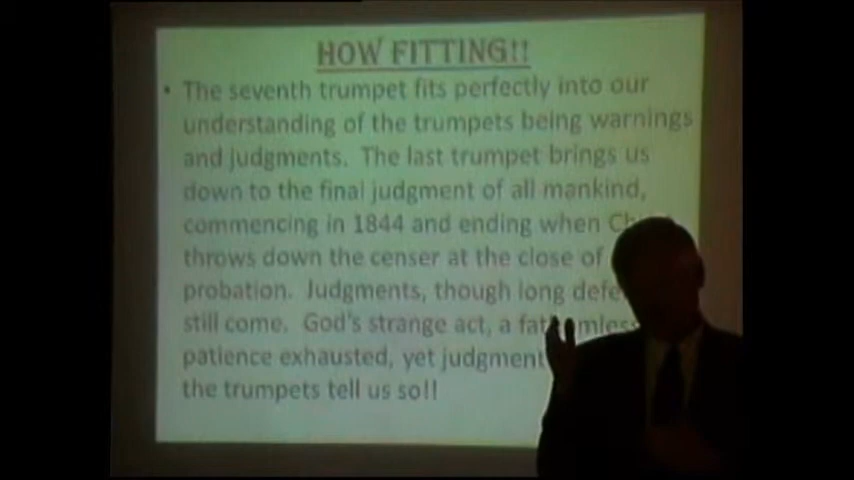 HOW FITTING!!
• The seventh trumpet fits perfectly into our
understanding of the trumpets being warnings
and judgments. The last trumpet brings us
down to the final judgment of all mankind,
commencing in 1844 and ending when
throws down the censer at the close of
probation. Judgments, though long
still come. God's strange act, a
patience exhausted, yet judgment
the trumpets tell us so!!